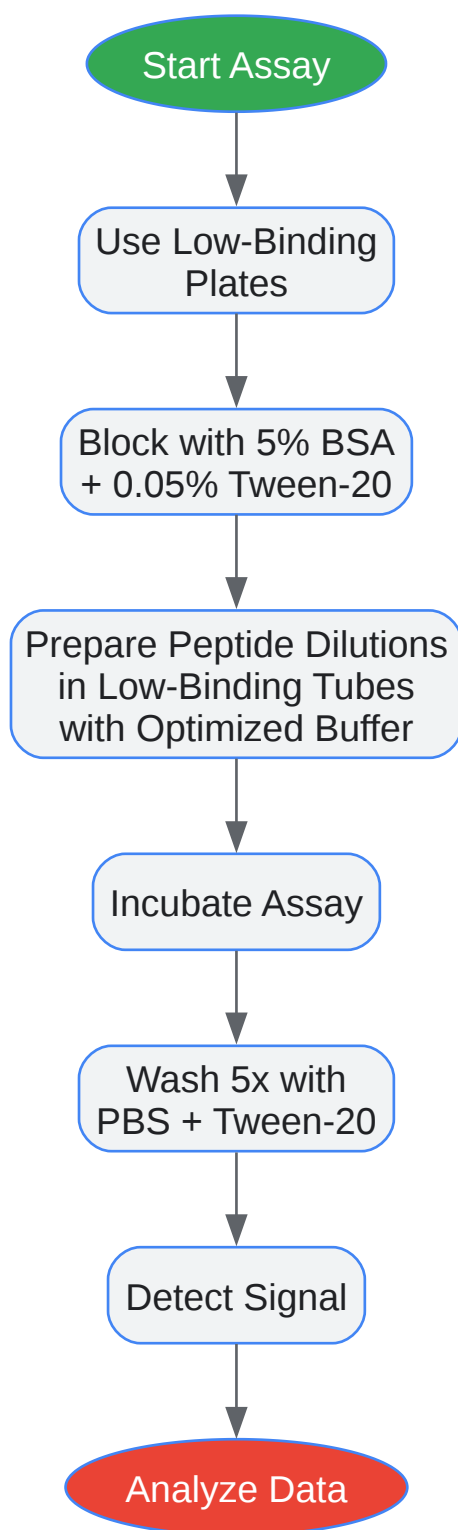 Start Assay
Use Low-Binding
Plates
Block with 5% BSA
+ 0.05% Tween-20
Prepare Peptide Dilutions
in Low-Binding Tubes
with Optimized Buffer
Incubate Assay
Wash 5x with
PBS + Tween-20
Detect Signal
Analyze Data